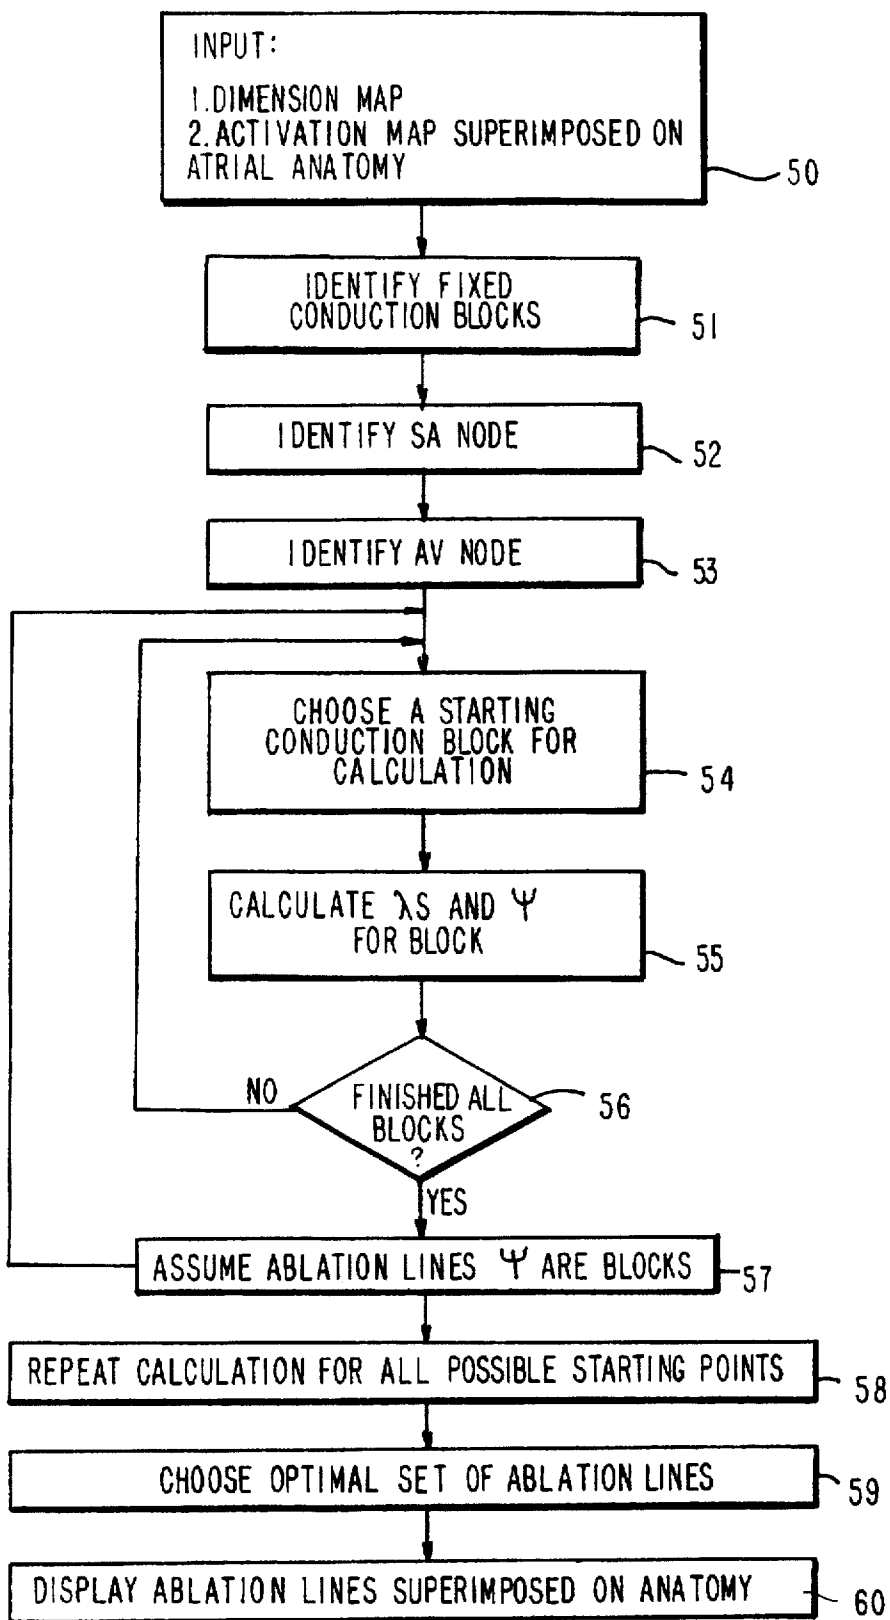 INPUT:
1. DIMENSION MAP
2. ACTIVATION MAP SUPERIMPOSED ON
ATRIAL ANATOMY
50
IDENTIFY FIXED
CONDUCTION BLOCKS
51
IDENTIFY SA NODE
52
IDENTIFY AV NODE
53
CHOOSE A STARTING
CONDUCTION BLOCK FOR
CALCULATION
54
CALCULATE λS AND Ψ
FOR BLOCK
55
NO
FINISHED ALL
BLOCKS
?
56
YES
ASSUME ABLATION LINES Ψ ARE BLOCKS
57
REPEAT CALCULATION FOR ALL POSSIBLE STARTING POINTS
58
CHOOSE OPTIMAL SET OF ABLATION LINES
59
DISPLAY ABLATION LINES SUPERIMPOSED ON ANATOMY
60